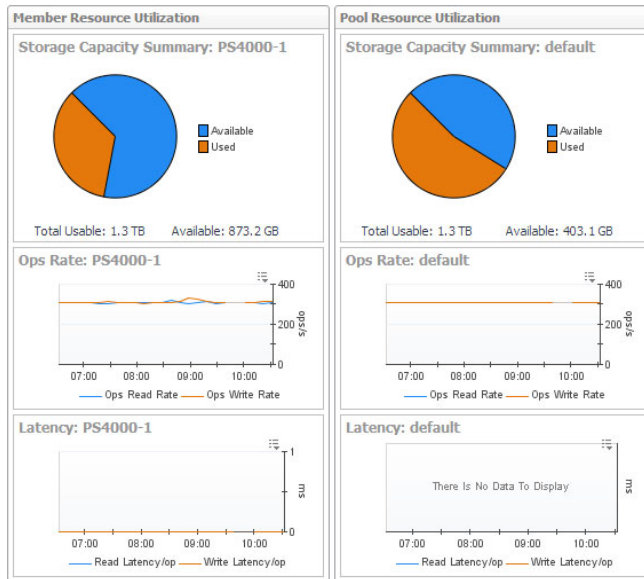 Member Resource Utilization
Storage Capacity Summary: PS4000-1
Available
Used
Total Usable: 1.3 TB Available: 873.2 GB
Ops Rate: PS4000-1
400
200
0
ops/s
07:00 08:00 09:00 10:00
Ops Read Rate Ops Write Rate
Latency: PS4000-1
1
0
ms
07:00 08:00 09:00 10:00
Read Latency/op Write Latency/op
Pool Resource Utilization
Storage Capacity Summary: default
Available
Used
Total Usable: 1.3 TB Available: 403.1 GB
Ops Rate: default
400
200
0
ops/s
07:00 08:00 09:00 10:00
Ops Read Rate Ops Write Rate
Latency: default
There Is No Data To Display
ms
07:00 08:00 09:00 10:00
Read Latency/op Write Latency/op